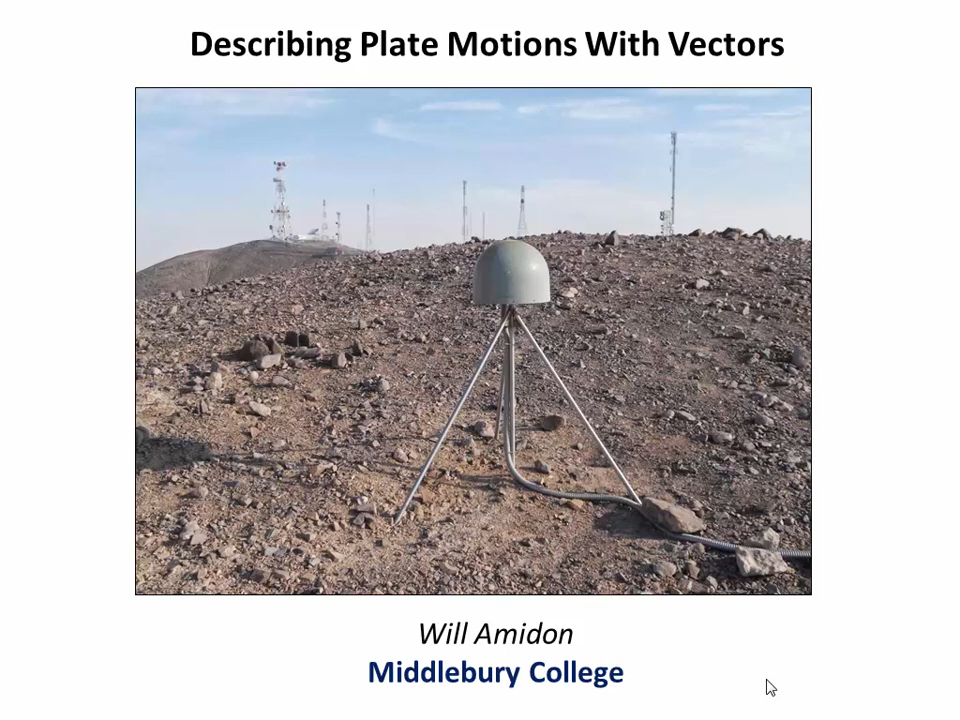 Describing Plate Motions With Vectors
Will Amidon
Middlebury College